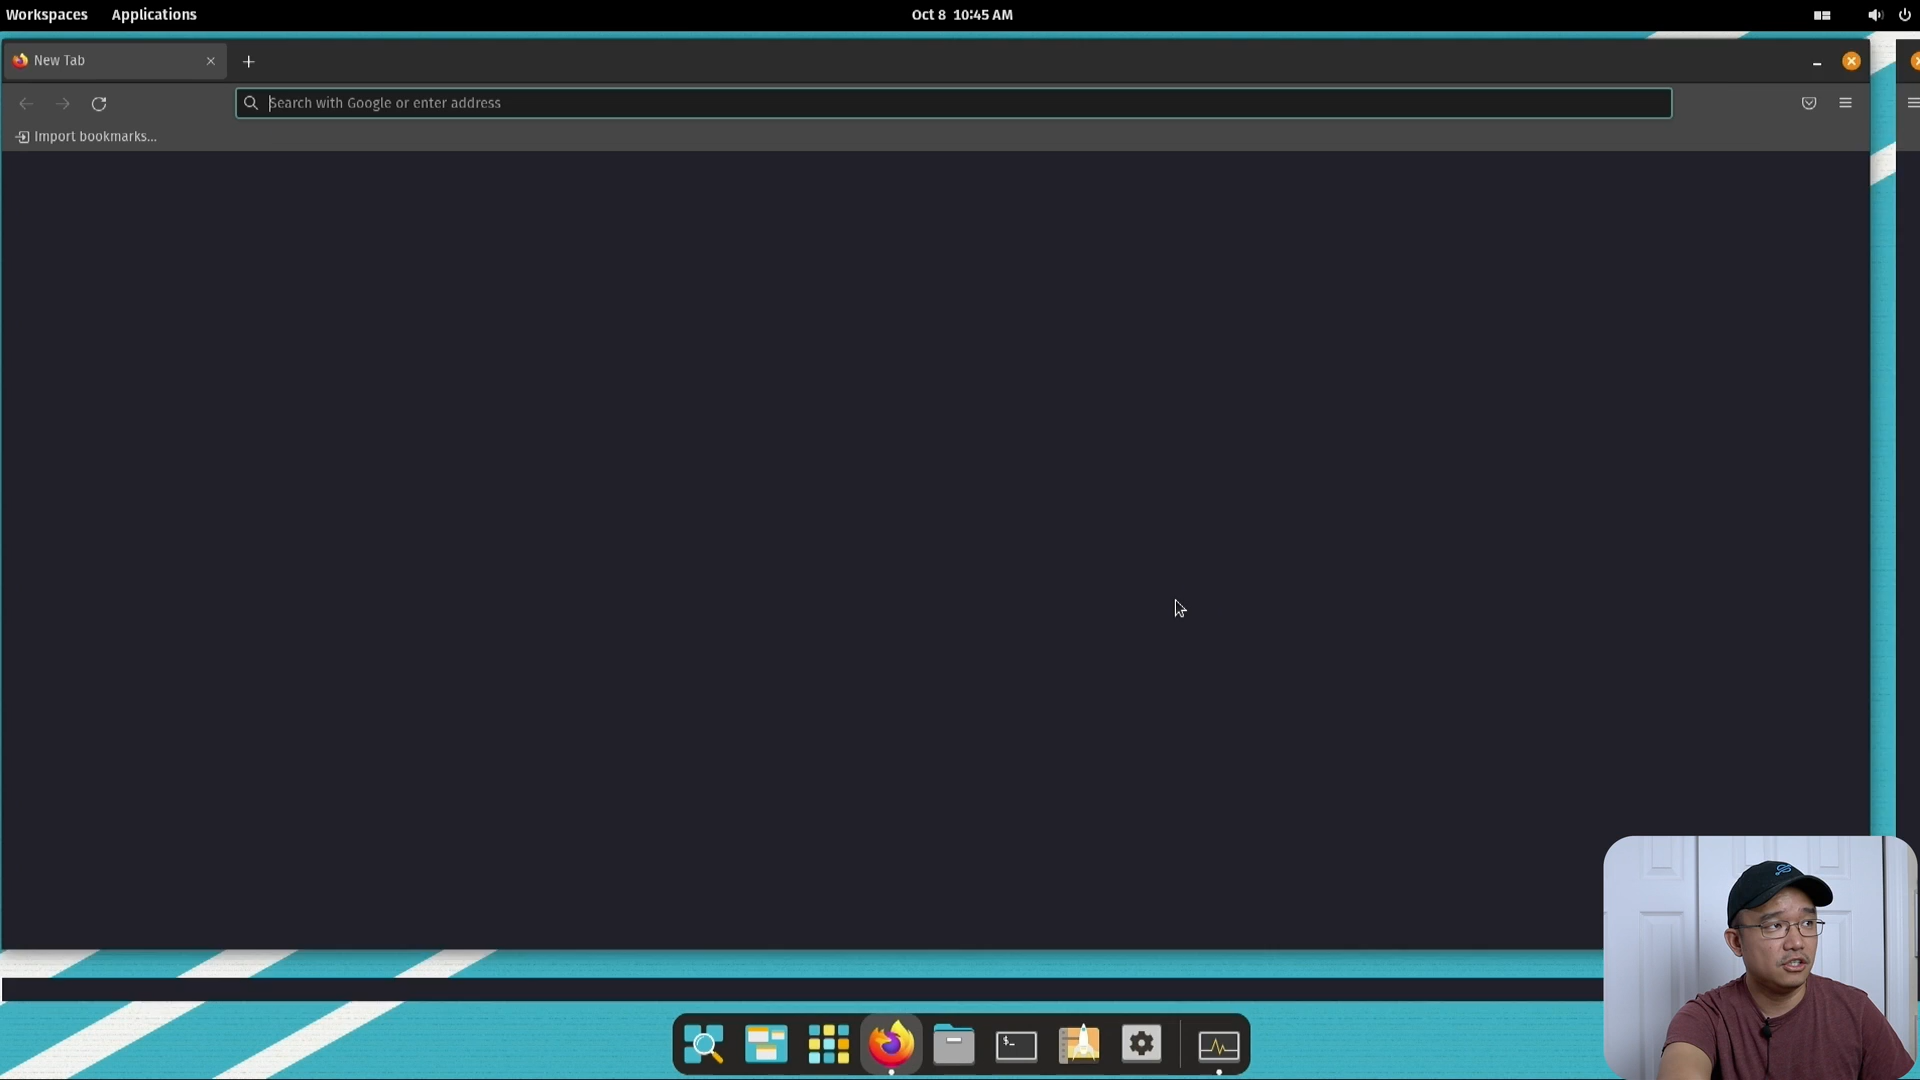 Workspaces
Applications
Oct 8 10:45 AM
New Tab
Search with Google or enter address
Import bookmarks...
$_